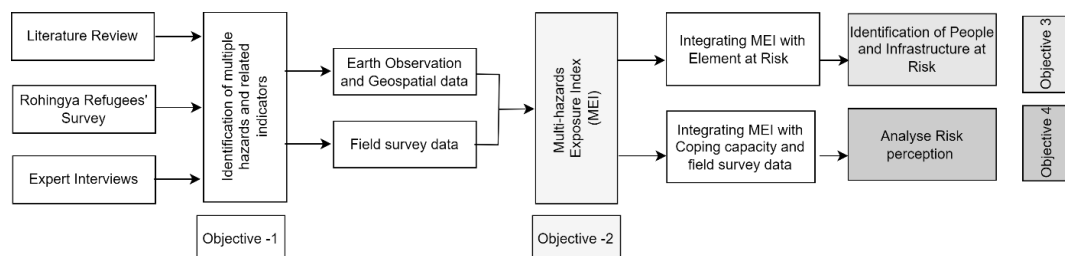 Literature Review
Rohingya Refugees'
Survey
Expert Interviews
Identification of multiple
hazards and related
indicators
Objective -1
Earth Observation
and Geospatial data
Field survey data
Multi-hazards
Exposure Index
(MEI)
Objective -2
Integrating MEI with
Element at Risk
Identification of People
and Infrastructure at
Risk
Objective 3
Integrating MEI with
Coping capacity and
field survey data
Analyse Risk
perception
Objective 4